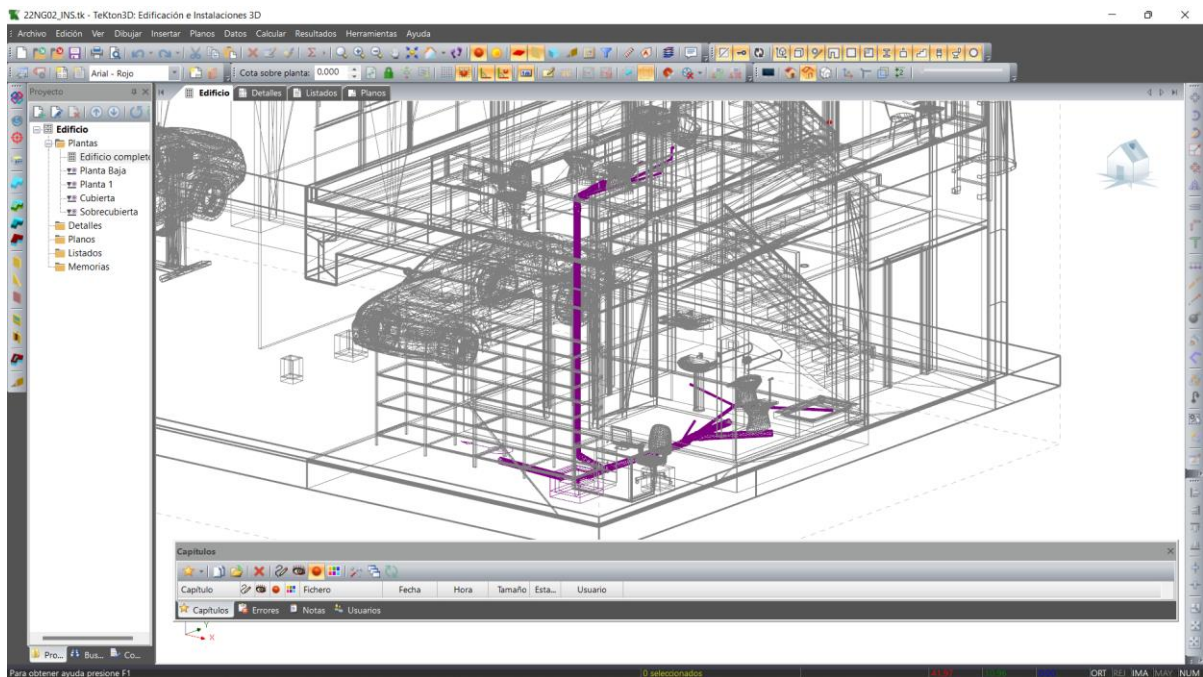 22NG02_INS.tk - TeKton3D: Edificación e Instalaciones 3D
Archivo Edición Ver Dibujar Insertar Planos Datos Calcular Resultados Herramientas Ayuda
Arial - Rojo
Cota sobre planta: 0.000
Proyecto
Edificio Detalles Listados Planos
Edificio
Plantas
Edificio complet
Planta Baja
Planta 1
Cubierta
Sobrecubierta
Detalles
Planos
Listados
Memorias
Capítulos
Capítulo Fichero Fecha Hora Tamaño Esta... Usuario
Capítulos Errores Notas Usuarios
Y
X
Pro... Bus... Co...
Para obtener ayuda presione F1
0 seleccionados
ORT REJ IMA MAY NUM